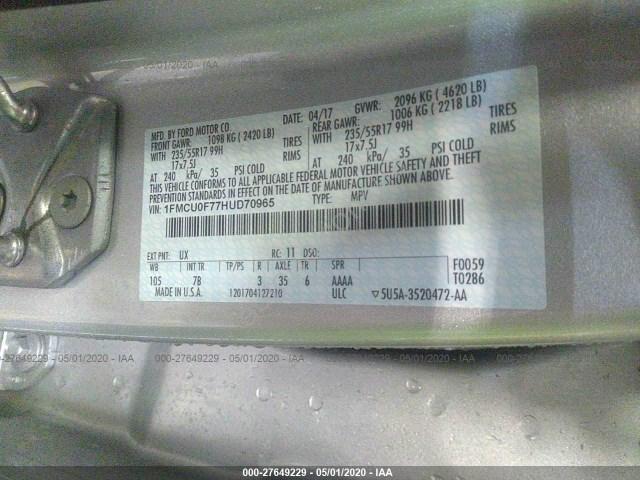 05/01/2020 - IAA
MFD. BY FORD MOTOR CO. DATE: 04/17 GVWR: 2096 KG ( 4620 LB)
FRONT GAWR: 1098 KG ( 2420 LB) REAR GAWR: 1006 KG ( 2218 LB)
WITH 235/55R17 99H TIRES WITH 235/55R17 99H TIRES
17x7.5J RIMS 17x7.5J RIMS
AT 240 kPa/ 35 PSI COLD AT 240 kPa/ 35 PSI COLD
THIS VEHICLE CONFORMS TO ALL APPLICABLE FEDERAL MOTOR VEHICLE SAFETY AND THEFT
PREVENTION STANDARDS IN EFFECT ON THE DATE OF MANUFACTURE SHOWN ABOVE.
VIN: 1FMCU0F77HUD70965 TYPE: MPV
EXT PNT: UX RC: 11 DSO: F0059
WB INT TR TP/PS R AXLE TR SPR T0286
105 7B 3 35 6 AAAA
MADE IN U.S.A. 1201704127210 ULC ▽5U5A-3520472-AA
000-27649229 - 05/01/2020 - IAA
000-27649229 - 05/01/2020 - IAA
000-27649229 - 05/01/2020 - IAA